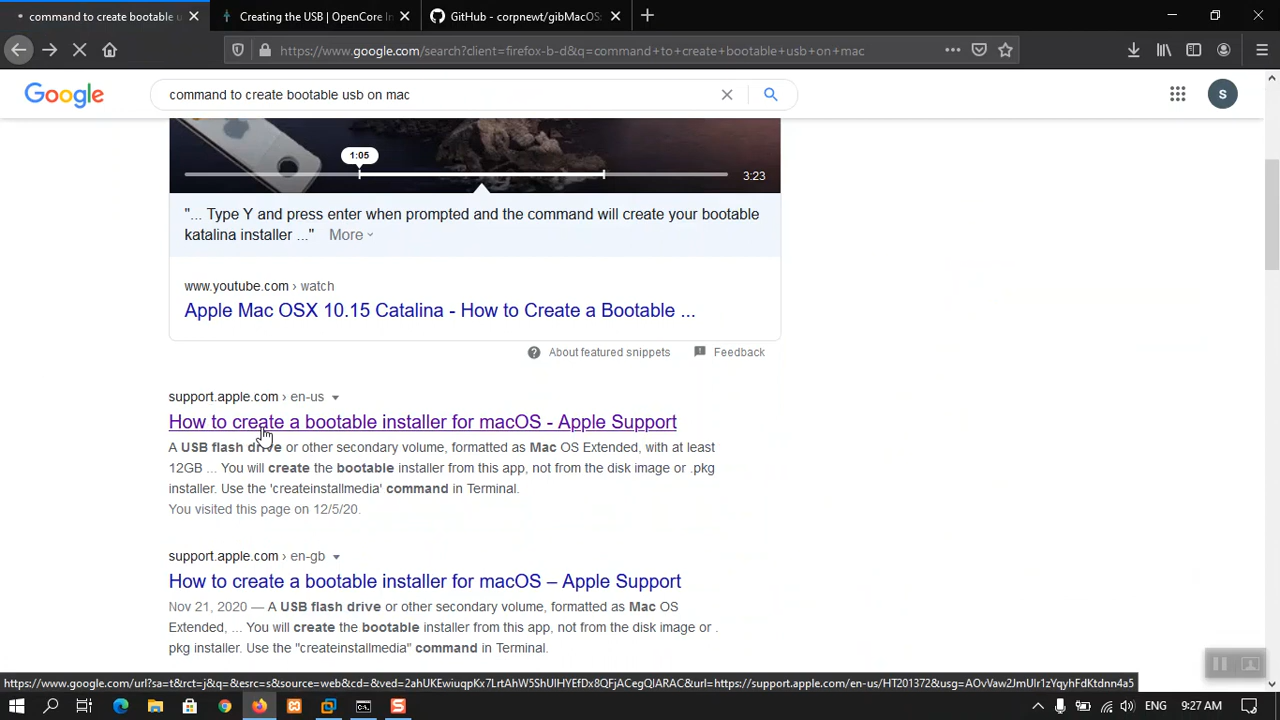 command to create bootable u
Creating the USB | OpenCore In
GitHub - corpnewt/gibMacOS:
https://www.google.com/search?client=firefox-b-d&q=command+to+create+bootable+usb+on+mac
Google
command to create bootable usb on mac
S
1:05
3:23
"... Type Y and press enter when prompted and the command will create your bootable
katalina installer ..." More
www.youtube.com › watch
Apple Mac OSX 10.15 Catalina - How to Create a Bootable ...
About featured snippets
Feedback
support.apple.com › en-us
How to create a bootable installer for macOS - Apple Support
A USB flash drive or other secondary volume, formatted as Mac OS Extended, with at least
12GB ... You will create the bootable installer from this app, not from the disk image or .pkg
installer. Use the 'createinstallmedia' command in Terminal.
You visited this page on 12/5/20.
support.apple.com › en-gb
How to create a bootable installer for macOS – Apple Support
Nov 21, 2020 — A USB flash drive or other secondary volume, formatted as Mac OS
Extended, ... You will create the bootable installer from this app, not from the disk image or .
pkg installer. Use the "createinstallmedia" command in Terminal.
ENG
9:27 AM